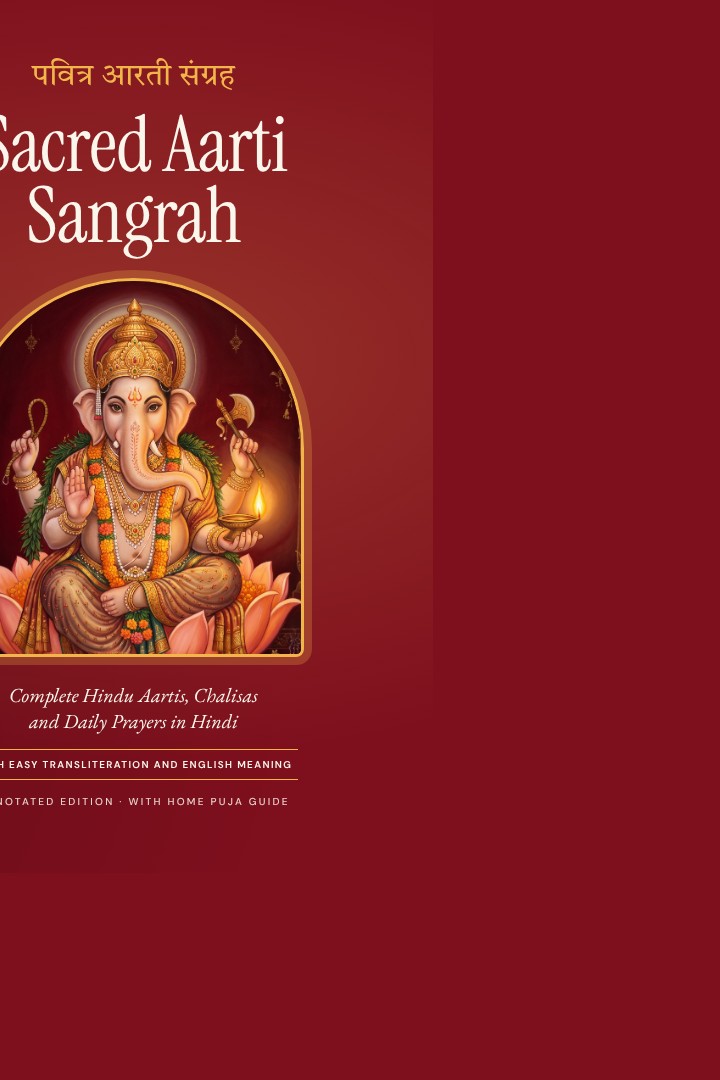 पवित्र आरती संग्रह
Sacred Aarti
Sangrah
Complete Hindu Aartis, Chalisas
and Daily Prayers in Hindi
EASY TRANSLITERATION AND ENGLISH MEANING
EDITION · WITH HOME PUJA GUIDE